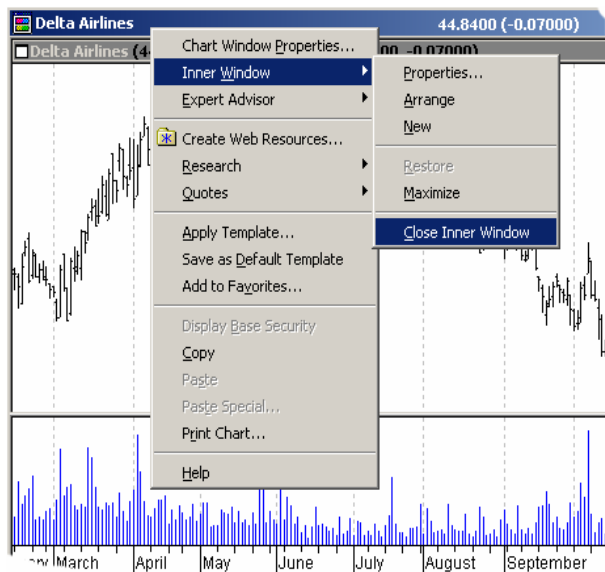 Delta Airlines 44.8400 (-0.07000)
Delta Airlines (4 00 -0.07000)
Chart Window Properties...
Inner Window
Expert Advisor
Create Web Resources...
Research
Quotes
Apply Template...
Save as Default Template
Add to Favorites...
Display Base Security
Copy
Paste
Paste Special...
Print Chart...
Help
Properties...
Arrange
New
Restore
Maximize
Close Inner Window
March April May June July August September